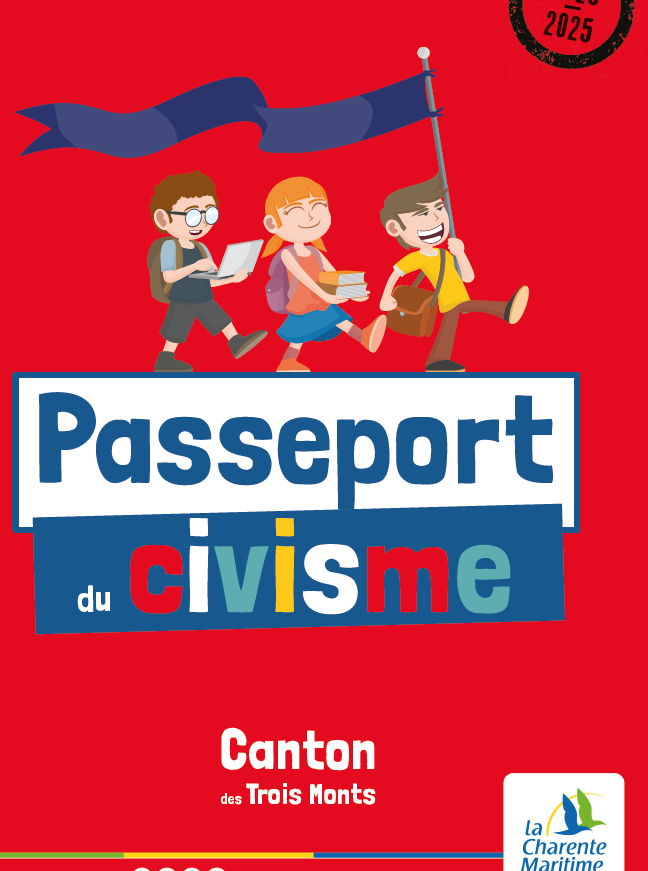 2025
Passeport
du civisme
Canton
des Trois Monts
la
Charente
Maritime